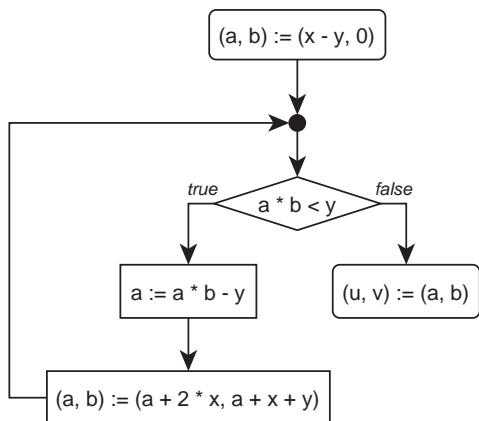 (a, b) := (x - y, 0)
true
false
a * b < y
a := a * b - y
(u, v) := (a, b)
(a, b) := (a + 2 * x, a + x + y)